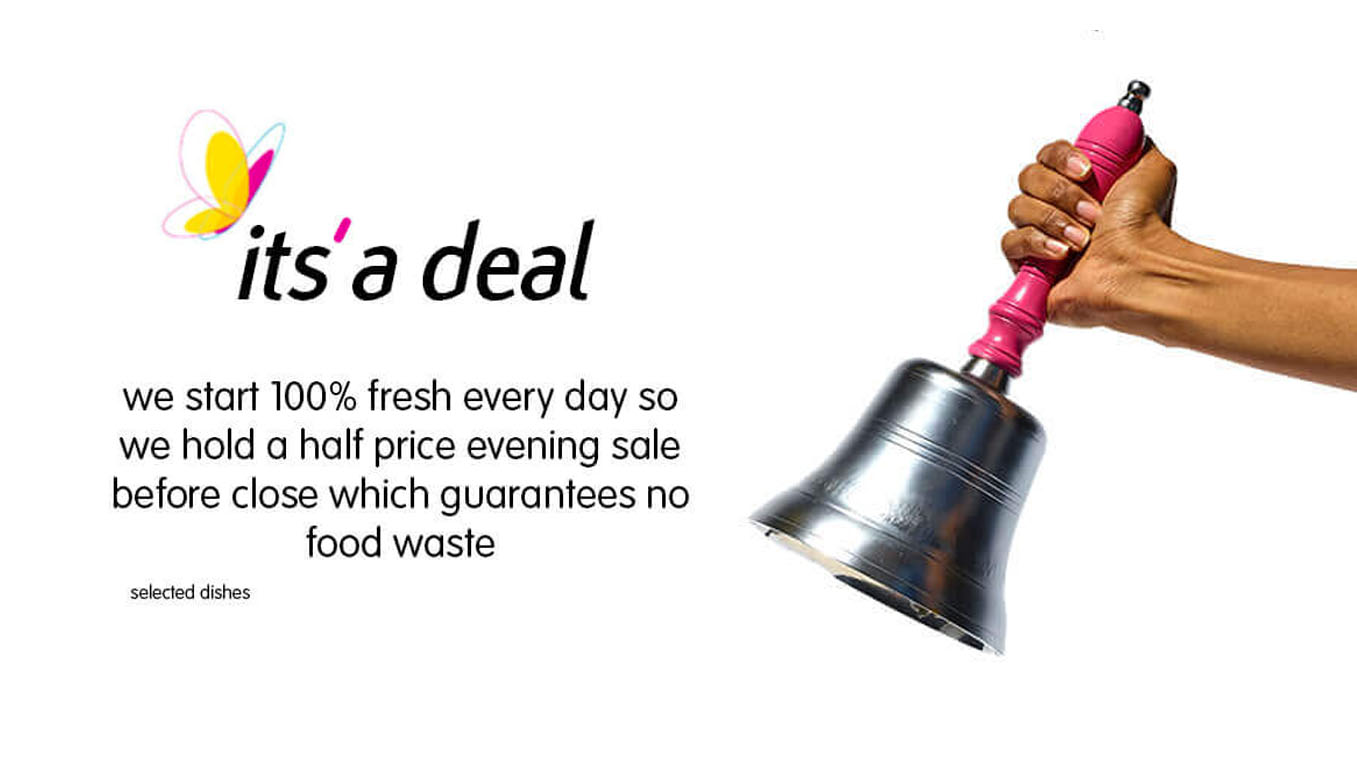 its' a deal
we start 100% fresh every day so
we hold a half price evening sale
before close which guarantees no
food waste
selected dishes